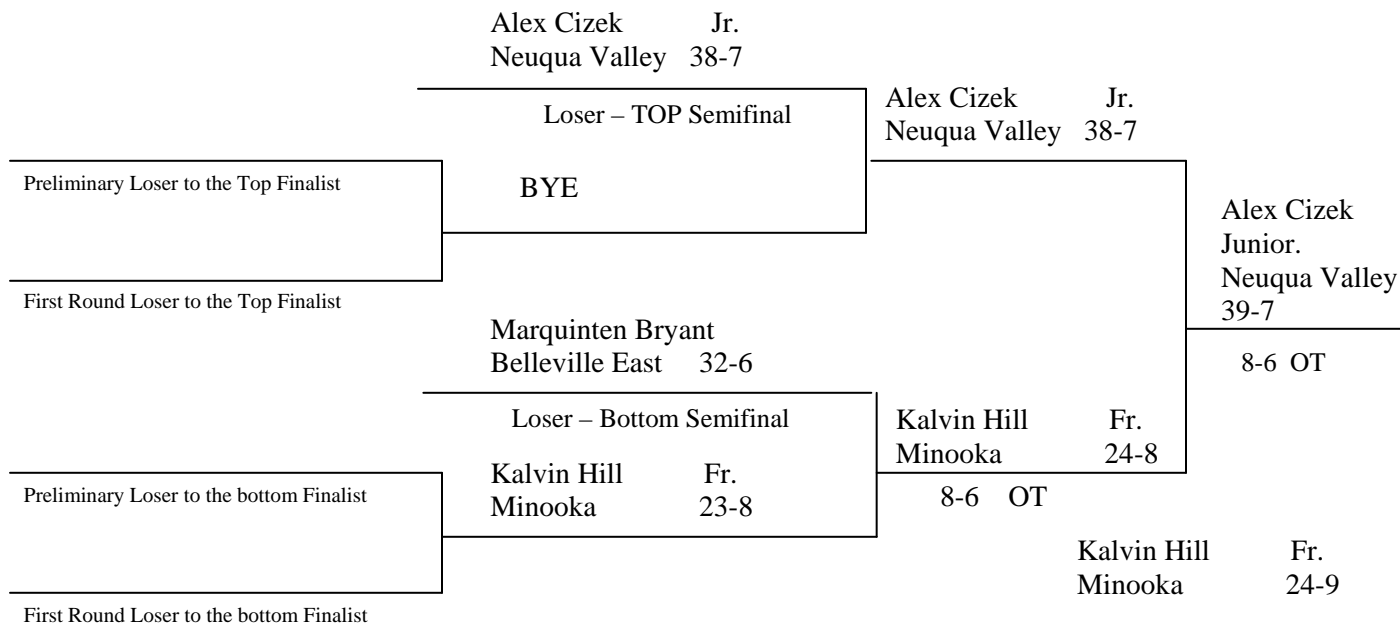 Alex Cizek Jr.
Neuqua Valley 38-7
Loser – TOP Semifinal
Alex Cizek Jr.
Neuqua Valley 38-7
Preliminary Loser to the Top Finalist
BYE
Alex Cizek
Junior.
Neuqua Valley
39-7
First Round Loser to the Top Finalist
Marquinten Bryant
Belleville East 32-6
8-6 OT
Loser – Bottom Semifinal
Kalvin Hill Fr.
Minooka 24-8
Kalvin Hill Fr.
Minooka 23-8
Preliminary Loser to the bottom Finalist
8-6 OT
Kalvin Hill Fr.
Minooka 24-9
First Round Loser to the bottom Finalist